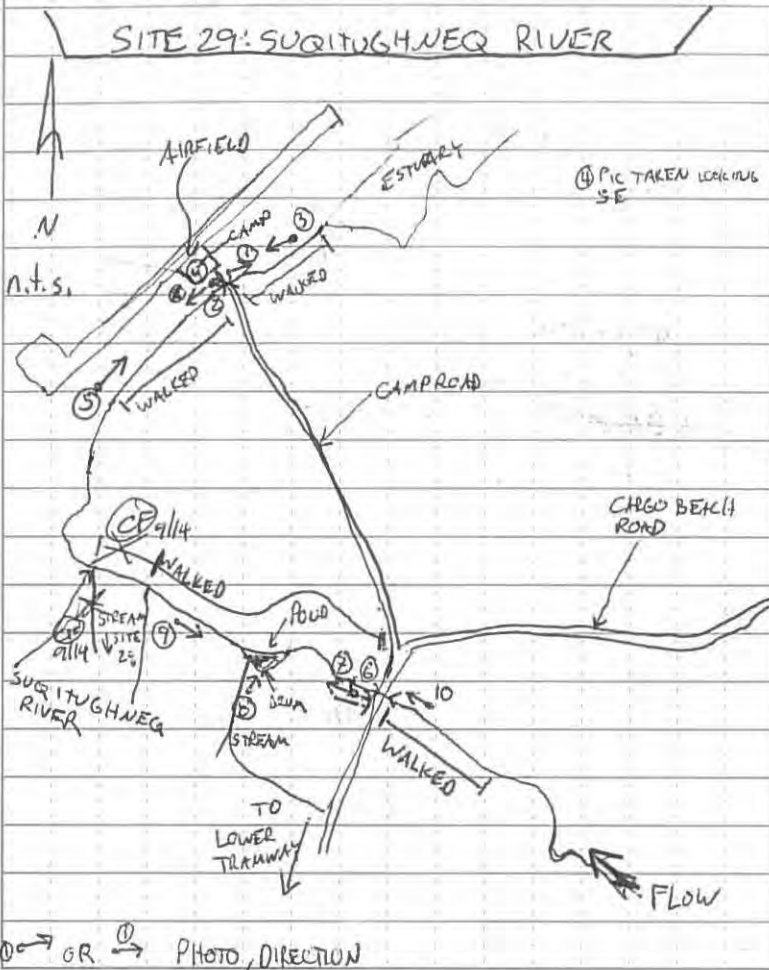 SITE 29: SUQITUGHNEQ RIVER
AIRFIELD
ESTUARY
④ PIC TAKEN LOOKING
SE
N
n.t.s.
CAMP
③
①
④
②
WALKED
⑤
WALKED
CAMP ROAD
CARGO BEACH
ROAD
9/14
WALKED
POND
STREAM
SITE
9/14
⑨
⑦ ⑥
10
SUQITUGHNEQ
RIVER
⑧
DRUM
STREAM
WALKED
TO
LOWER
TRAMWAY
FLOW
① → OR ① → PHOTO, DIRECTION